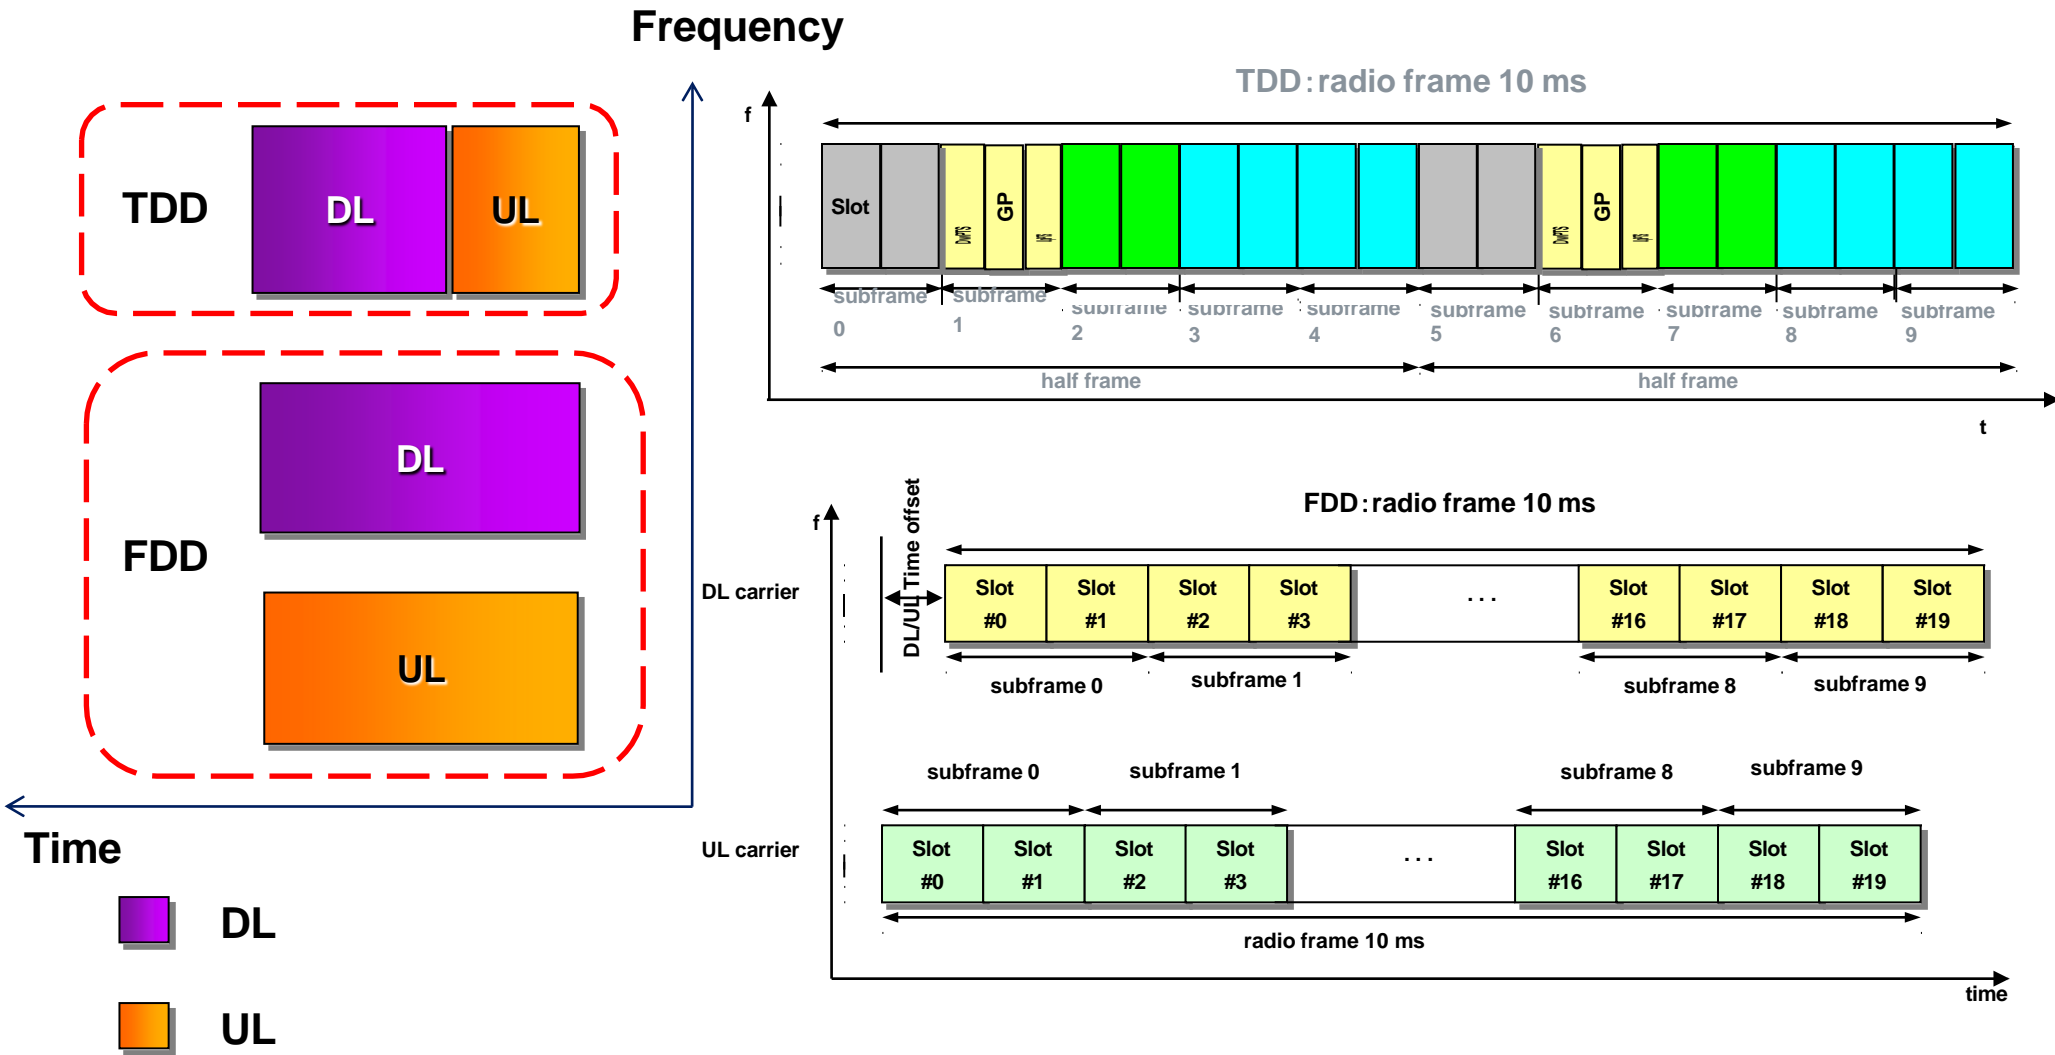 Frequency
TDD
DL
UL
FDD
DL
UL
Time
DL
UL
TDD:radio frame 10 ms
f
Slot
DwPTS
GP
DwPTS
GP
subframe 0
subframe 1
subframe 2
subframe 3
subframe 4
subframe 5
subframe 6
subframe 7
subframe 8
subframe 9
half frame
half frame
t
FDD:radio frame 10 ms
f
DL/UL Time offset
DL carrier
Slot #0
Slot #1
Slot #2
Slot #3
...
Slot #16
Slot #17
Slot #18
Slot #19
subframe 0
subframe 1
subframe 8
subframe 9
subframe 0
subframe 1
subframe 8
subframe 9
UL carrier
Slot #0
Slot #1
Slot #2
Slot #3
...
Slot #16
Slot #17
Slot #18
Slot #19
radio frame 10 ms
time